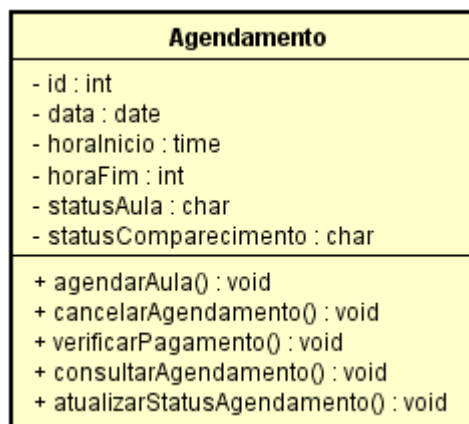 Agendamento
- id : int
- data : date
- horaInicio : time
- horaFim : int
- statusAula : char
- statusComparecimento : char
+ agendarAula() : void
+ cancelarAgendamento() : void
+ verificarPagamento() : void
+ consultarAgendamento() : void
+ atualizarStatusAgendamento() : void